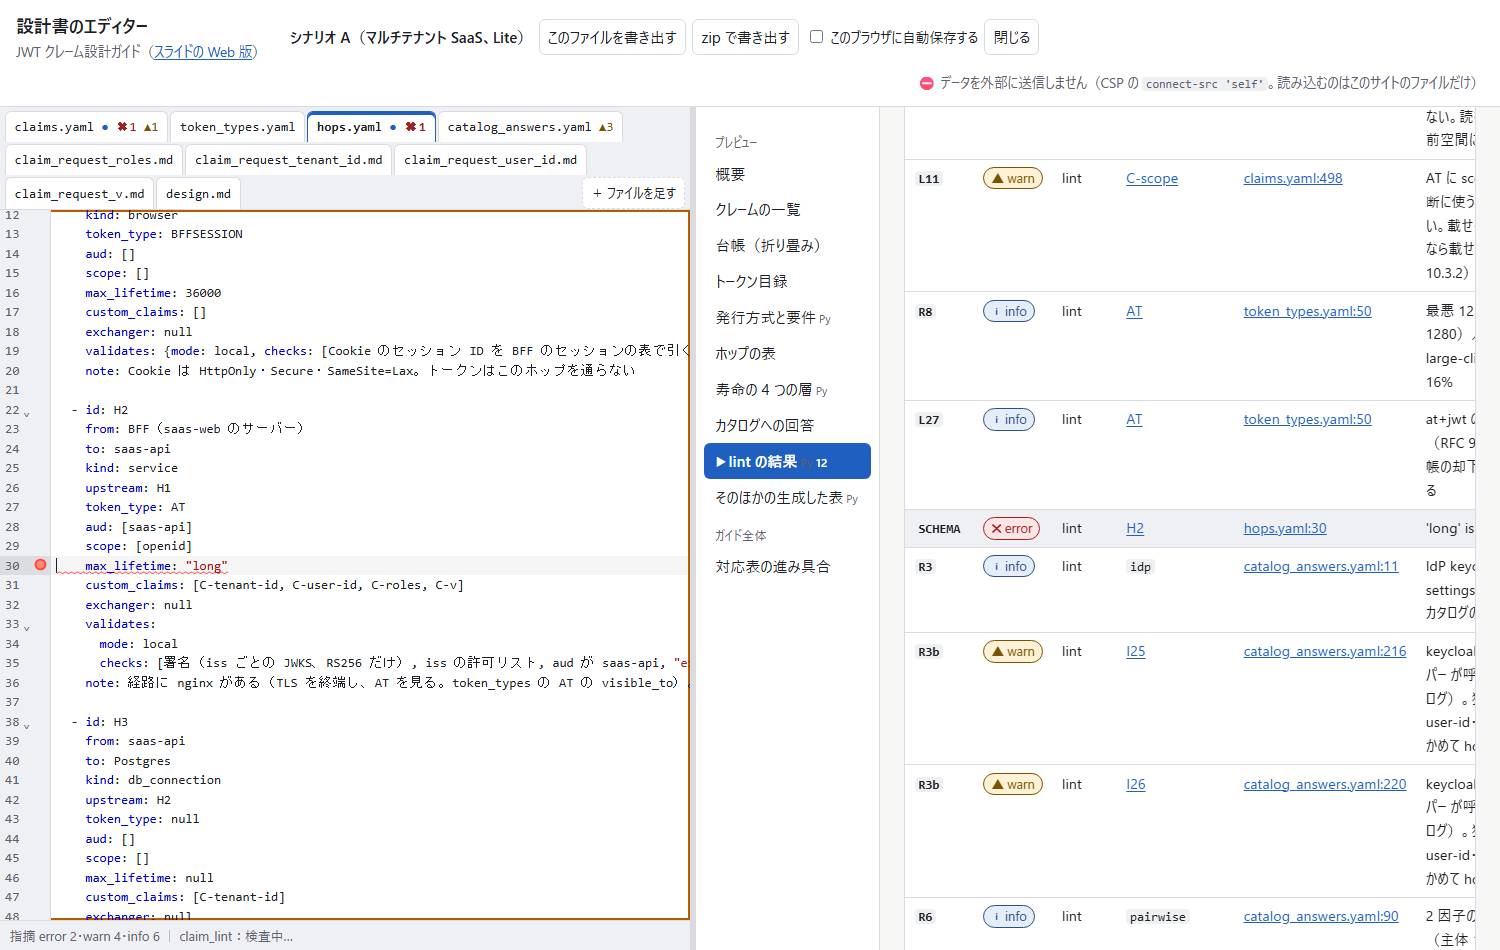 設計書のエディター
JWT クレーム設計ガイド（スライドの Web 版）
シナリオ A（マルチテナント SaaS、Lite）
このファイルを書き出す
zip で書き出す
このブラウザに自動保存する
閉じる
データを外部に送信しません（CSP の connect-src 'self'。読み込むのはこのサイトのファイルだけ）
claims.yaml ● ✖1 ▲1
token_types.yaml
hops.yaml ● ✖1
catalog_answers.yaml ▲3
claim_request_roles.md
claim_request_tenant_id.md
claim_request_user_id.md
claim_request_v.md
design.md
+ ファイルを足す
12 kind: browser
13 token_type: BFFSESSION
14 aud: []
15 scope: []
16 max_lifetime: 36000
17 custom_claims: []
18 exchanger: null
19 validates: {mode: local, checks: [Cookie のセッション ID を BFF のセッションの表で引く
20 note: Cookie は HttpOnly・Secure・SameSite=Lax。トークンはこのホップを通らない
21
22 - id: H2
23 from: BFF（saas-web のサーバー）
24 to: saas-api
25 kind: service
26 upstream: H1
27 token_type: AT
28 aud: [saas-api]
29 scope: [openid]
30 max_lifetime: "long"
31 custom_claims: [C-tenant-id, C-user-id, C-roles, C-v]
32 exchanger: null
33 validates:
34 mode: local
35 checks: [署名（iss ごとの JWKS、RS256 だけ）, iss の許可リスト, aud が saas-api, "e
36 note: 経路に nginx がある（TLS を終端し、AT を見る。token_types の AT の visible_to）
37
38 - id: H3
39 from: saas-api
40 to: Postgres
41 kind: db_connection
42 upstream: H2
43 token_type: null
44 aud: []
45 scope: []
46 max_lifetime: null
47 custom_claims: [C-tenant-id]
48 exchanger: null
指摘 error 2・warn 4・info 6
claim_lint：検査中…
プレビュー
概要
クレームの一覧
台帳（折り畳み）
トークン目録
発行方式と要件 Py
ホップの表
寿命の 4 つの層 Py
カタログへの回答
▶ lint の結果 Py 12
そのほかの生成した表 Py
ガイド全体
対応表の進み具合
ない。読
前空間に
L11 ▲ warn lint C-scope claims.yaml:498 AT に sc
断に使う
い。載せ
なら載せ
10.3.2）
R8 i info lint AT token_types.yaml:50 最悪 12
1280）
large-cli
16%
L27 i info lint AT token_types.yaml:50 at+jwt の
（RFC 9
帳の却下
る
SCHEMA ✕ error lint H2 hops.yaml:30 'long' is
R3 i info lint idp catalog_answers.yaml:11 IdP keyc
settings
カタログの
R3b ▲ warn lint I25 catalog_answers.yaml:216 keycloal
パー が呼
ログ）。
user-id・
かめて ho
R3b ▲ warn lint I26 catalog_answers.yaml:220 keycloal
パー が呼
ログ）。
user-id・
かめて ho
R6 i info lint pairwise catalog_answers.yaml:90 2 因子の
（主体